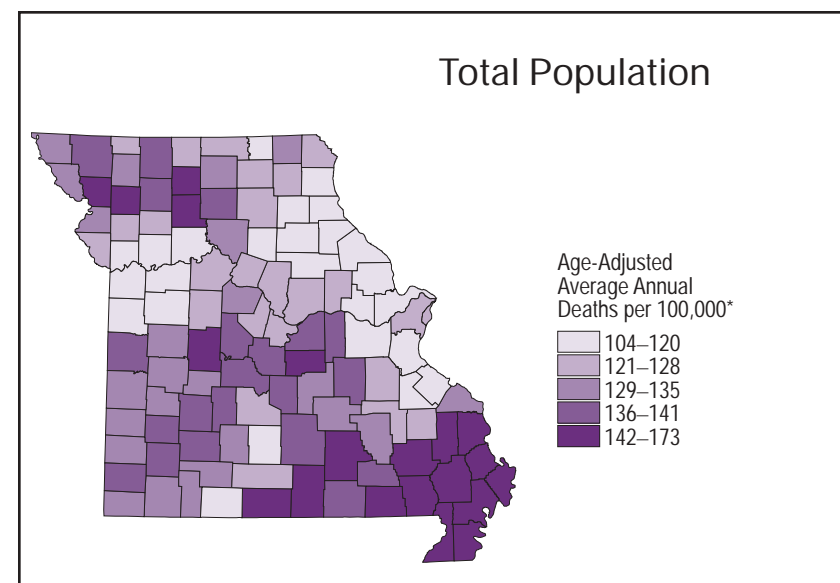 Total Population
Age-Adjusted
Average Annual
Deaths per 100,000*
104–120
121–128
129–135
136–141
142–173